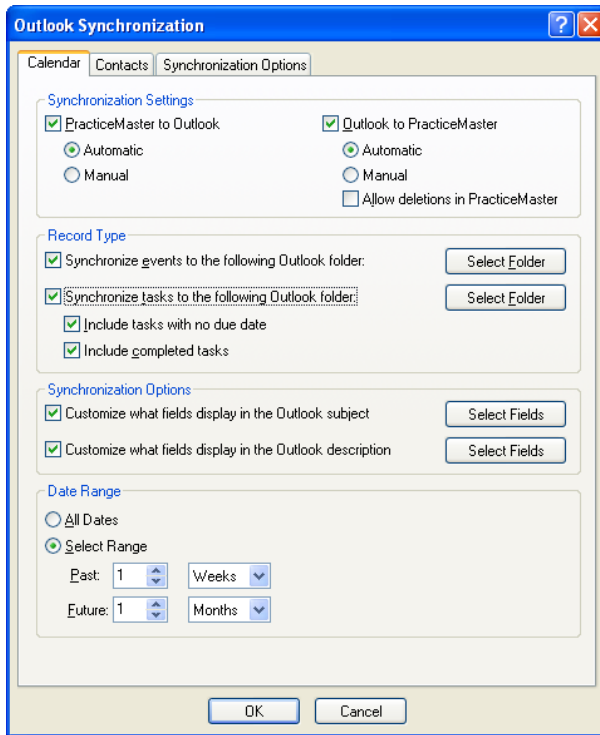 Outlook Synchronization
Calendar Contacts Synchronization Options
Synchronization Settings
PracticeMaster to Outlook Outlook to PracticeMaster
Automatic Automatic
Manual Manual
Allow deletions in PracticeMaster
Record Type
Synchronize events to the following Outlook folder: Select Folder
Synchronize tasks to the following Outlook folder: Select Folder
Include tasks with no due date
Include completed tasks
Synchronization Options
Customize what fields display in the Outlook subject Select Fields
Customize what fields display in the Outlook description Select Fields
Date Range
All Dates
Select Range
Past: 1 Weeks
Future: 1 Months
OK Cancel